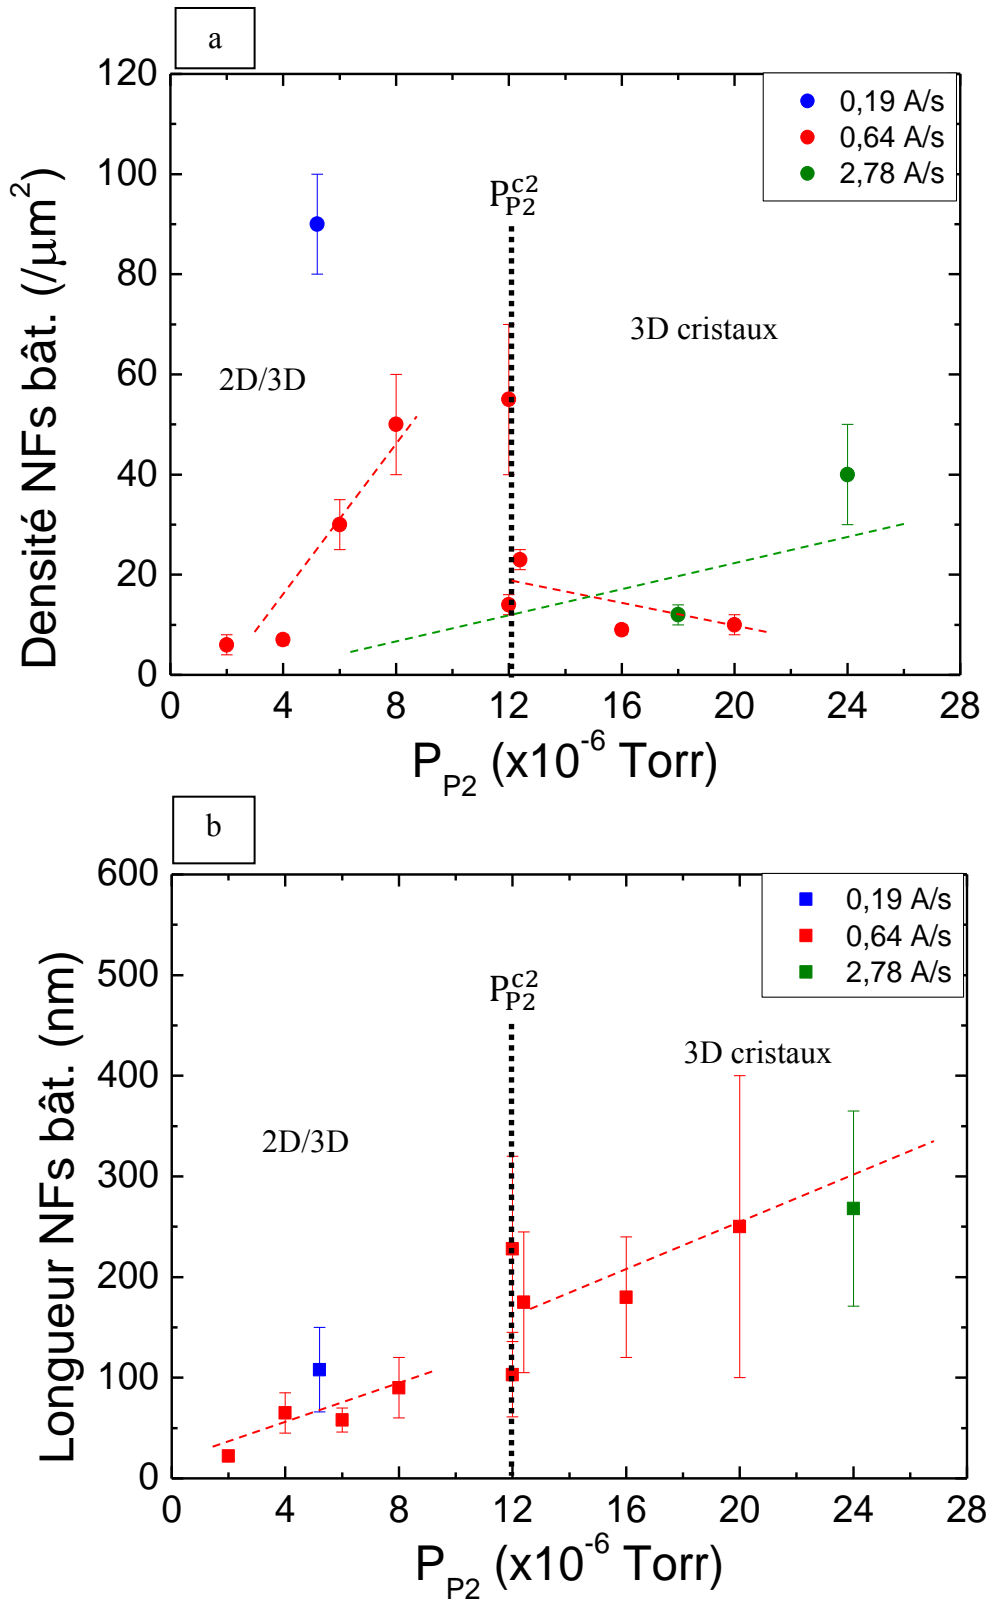 a
120
100
80
60
40
20
0
Densité NFs bât. (/μm²)
0,19 A/s
0,64 A/s
2,78 A/s
P_P2^c2
2D/3D
3D cristaux
0 4 8 12 16 20 24 28
P_P2 (x10⁻⁶ Torr)
b
600
500
400
300
200
100
0
Longueur NFs bât. (nm)
0,19 A/s
0,64 A/s
2,78 A/s
P_P2^c2
3D cristaux
2D/3D
0 4 8 12 16 20 24 28
P_P2 (x10⁻⁶ Torr)